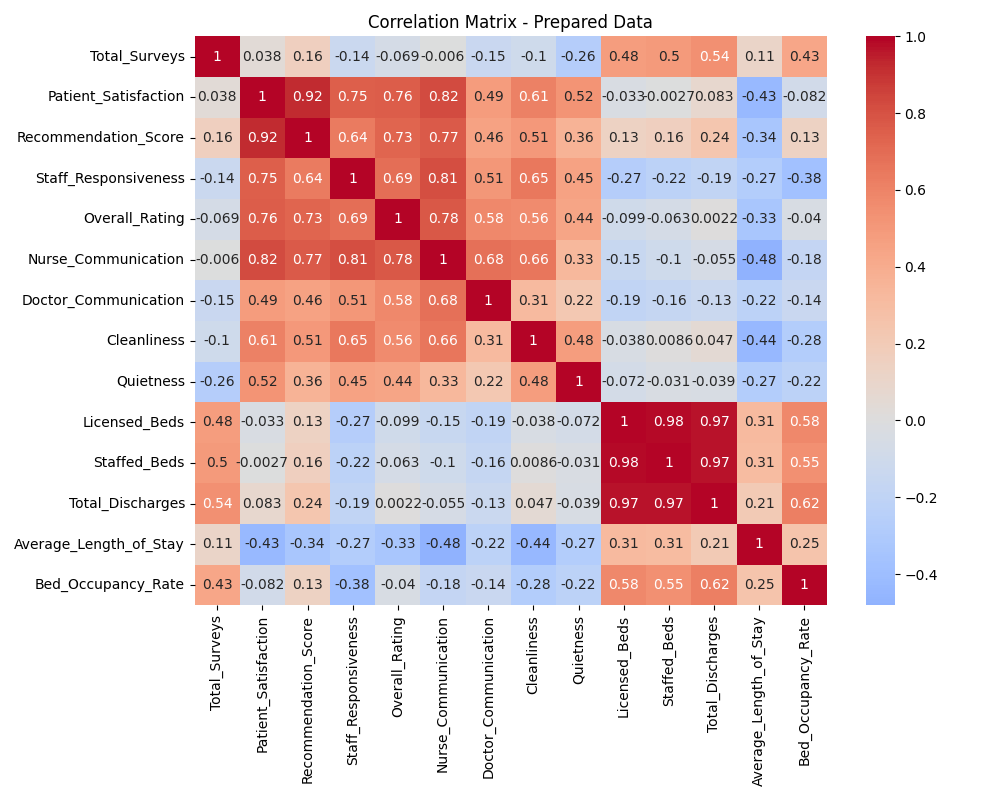 Correlation Matrix - Prepared Data
Total_Surveys 1 0.038 0.16 -0.14 -0.069 -0.006 -0.15 -0.1 -0.26 0.48 0.5 0.54 0.11 0.43
Patient_Satisfaction 0.038 1 0.92 0.75 0.76 0.82 0.49 0.61 0.52 -0.033 -0.0027 0.083 -0.43 -0.082
Recommendation_Score 0.16 0.92 1 0.64 0.73 0.77 0.46 0.51 0.36 0.13 0.16 0.24 -0.34 0.13
Staff_Responsiveness -0.14 0.75 0.64 1 0.69 0.81 0.51 0.65 0.45 -0.27 -0.22 -0.19 -0.27 -0.38
Overall_Rating -0.069 0.76 0.73 0.69 1 0.78 0.58 0.56 0.44 -0.099 -0.063 0.0022 -0.33 -0.04
Nurse_Communication -0.006 0.82 0.77 0.81 0.78 1 0.68 0.66 0.33 -0.15 -0.1 -0.055 -0.48 -0.18
Doctor_Communication -0.15 0.49 0.46 0.51 0.58 0.68 1 0.31 0.22 -0.19 -0.16 -0.13 -0.22 -0.14
Cleanliness -0.1 0.61 0.51 0.65 0.56 0.66 0.31 1 0.48 -0.038 0.0086 0.047 -0.44 -0.28
Quietness -0.26 0.52 0.36 0.45 0.44 0.33 0.22 0.48 1 -0.072 -0.031 -0.039 -0.27 -0.22
Licensed_Beds 0.48 -0.033 0.13 -0.27 -0.099 -0.15 -0.19 -0.038 -0.072 1 0.98 0.97 0.31 0.58
Staffed_Beds 0.5 -0.0027 0.16 -0.22 -0.063 -0.1 -0.16 0.0086 -0.031 0.98 1 0.97 0.31 0.55
Total_Discharges 0.54 0.083 0.24 -0.19 0.0022 -0.055 -0.13 0.047 -0.039 0.97 0.97 1 0.21 0.62
Average_Length_of_Stay 0.11 -0.43 -0.34 -0.27 -0.33 -0.48 -0.22 -0.44 -0.27 0.31 0.31 0.21 1 0.25
Bed_Occupancy_Rate 0.43 -0.082 0.13 -0.38 -0.04 -0.18 -0.14 -0.28 -0.22 0.58 0.55 0.62 0.25 1
Total_Surveys
Patient_Satisfaction
Recommendation_Score
Staff_Responsiveness
Overall_Rating
Nurse_Communication
Doctor_Communication
Cleanliness
Quietness
Licensed_Beds
Staffed_Beds
Total_Discharges
Average_Length_of_Stay
Bed_Occupancy_Rate
1.0
0.8
0.6
0.4
0.2
0.0
−0.2
−0.4